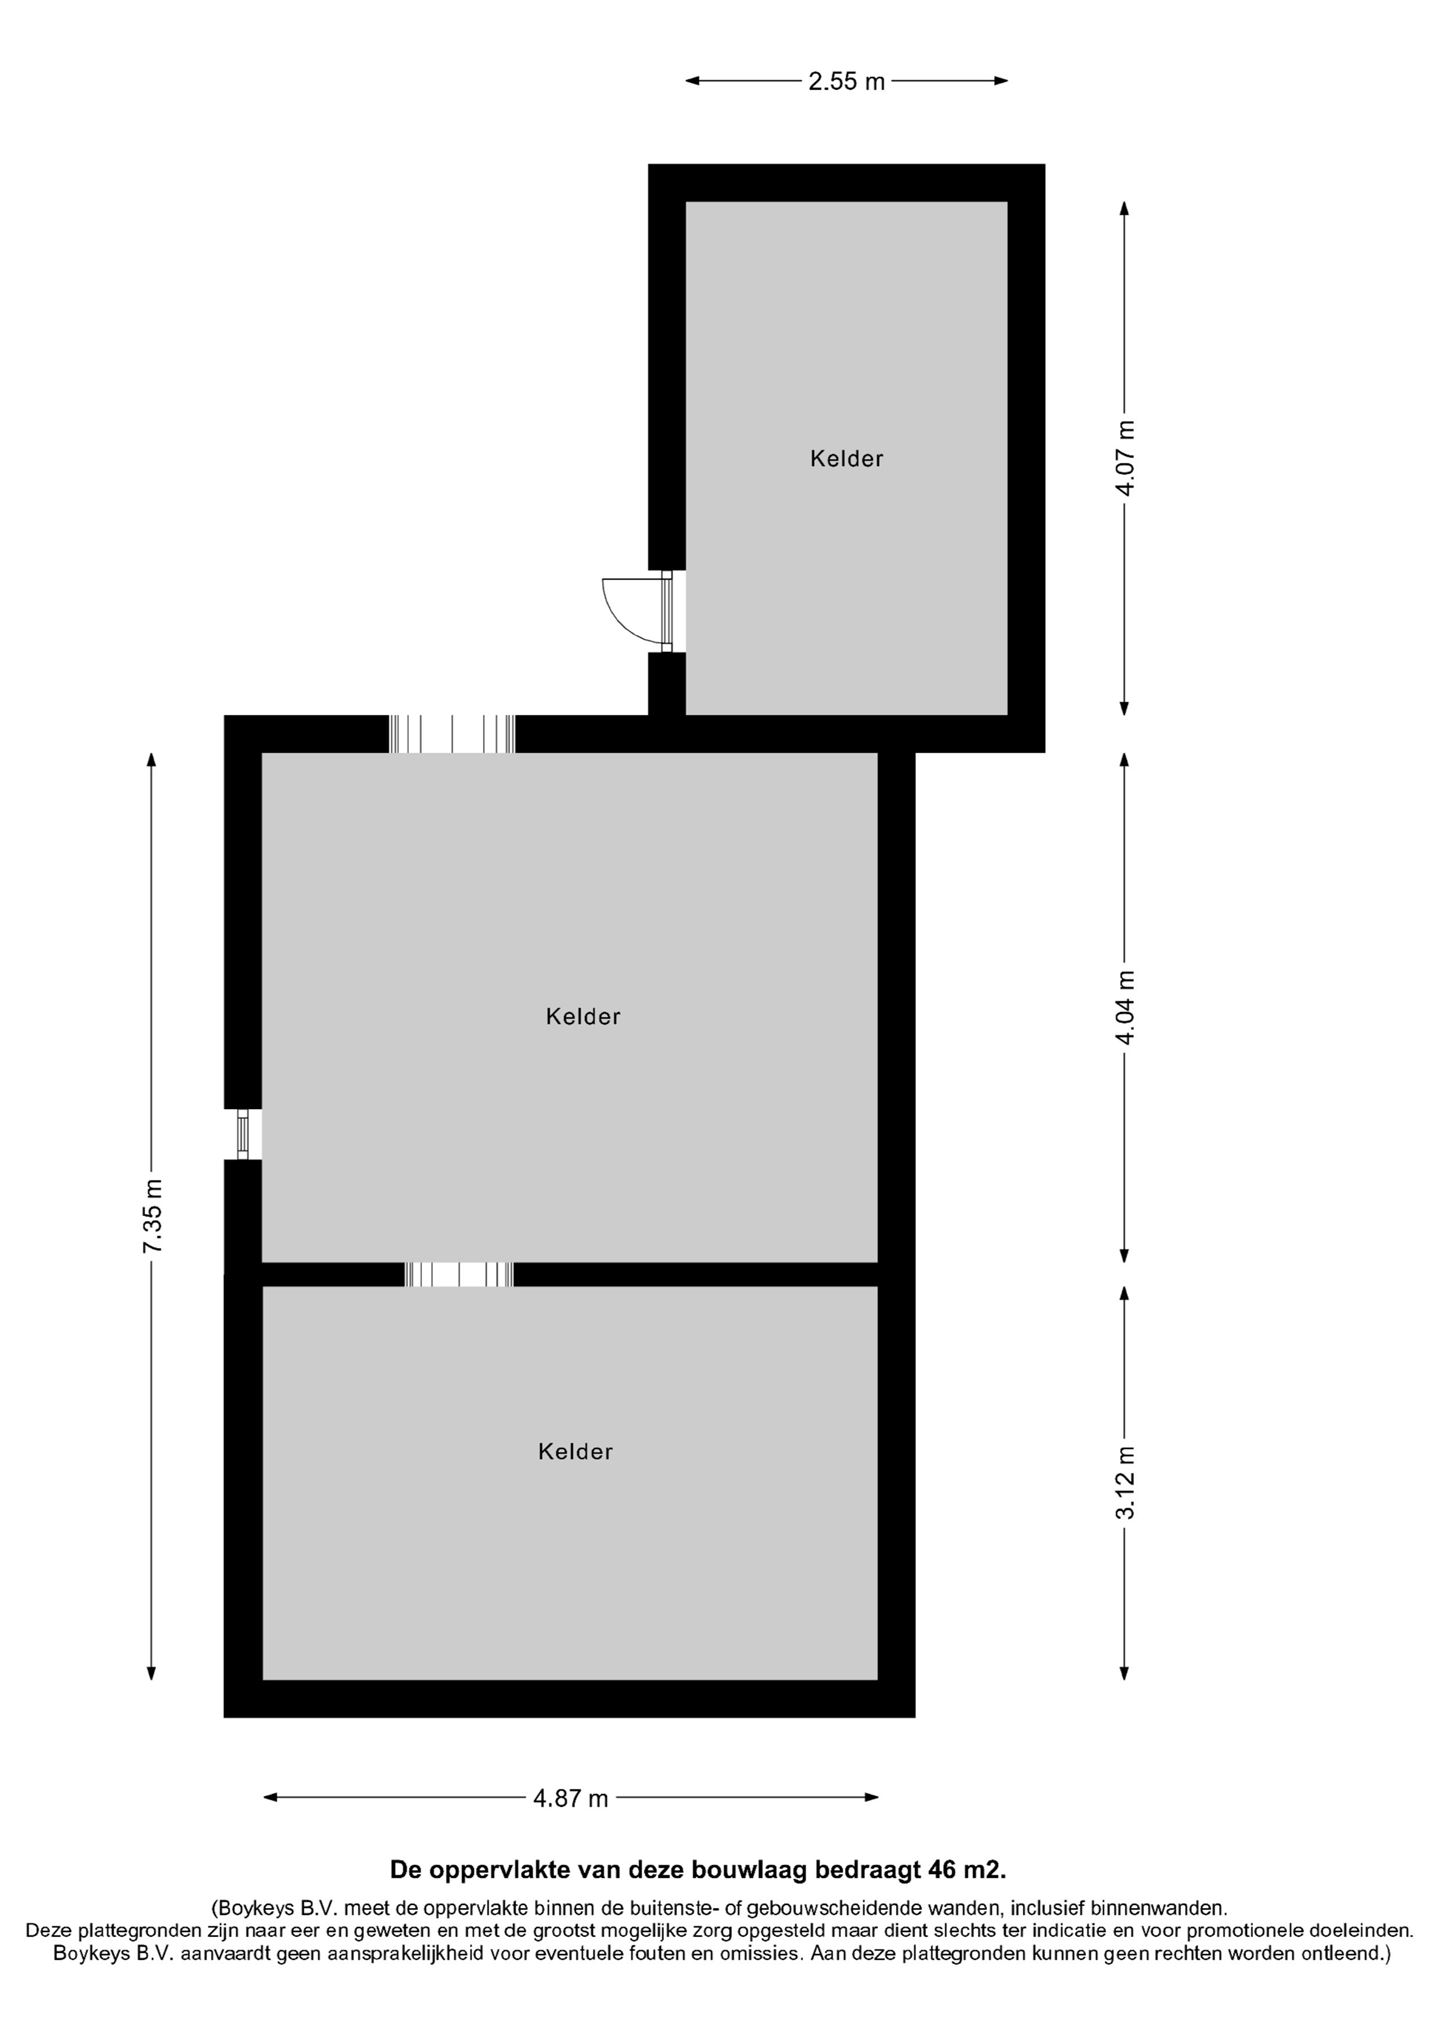 2.55 m
Kelder
4.07 m
Kelder
4.04 m
7.35 m
Kelder
3.12 m
4.87 m
De oppervlakte van deze bouwlaag bedraagt 46 m2.
(Boykeys B.V. meet de oppervlakte binnen de buitenste- of gebouwscheidende wanden, inclusief binnenwanden.
Deze plattegronden zijn naar eer en geweten en met de grootst mogelijke zorg opgesteld maar dient slechts ter indicatie en voor promotionele doeleinden.
Boykeys B.V. aanvaardt geen aansprakelijkheid voor eventuele fouten en omissies. Aan deze plattegronden kunnen geen rechten worden ontleend.)